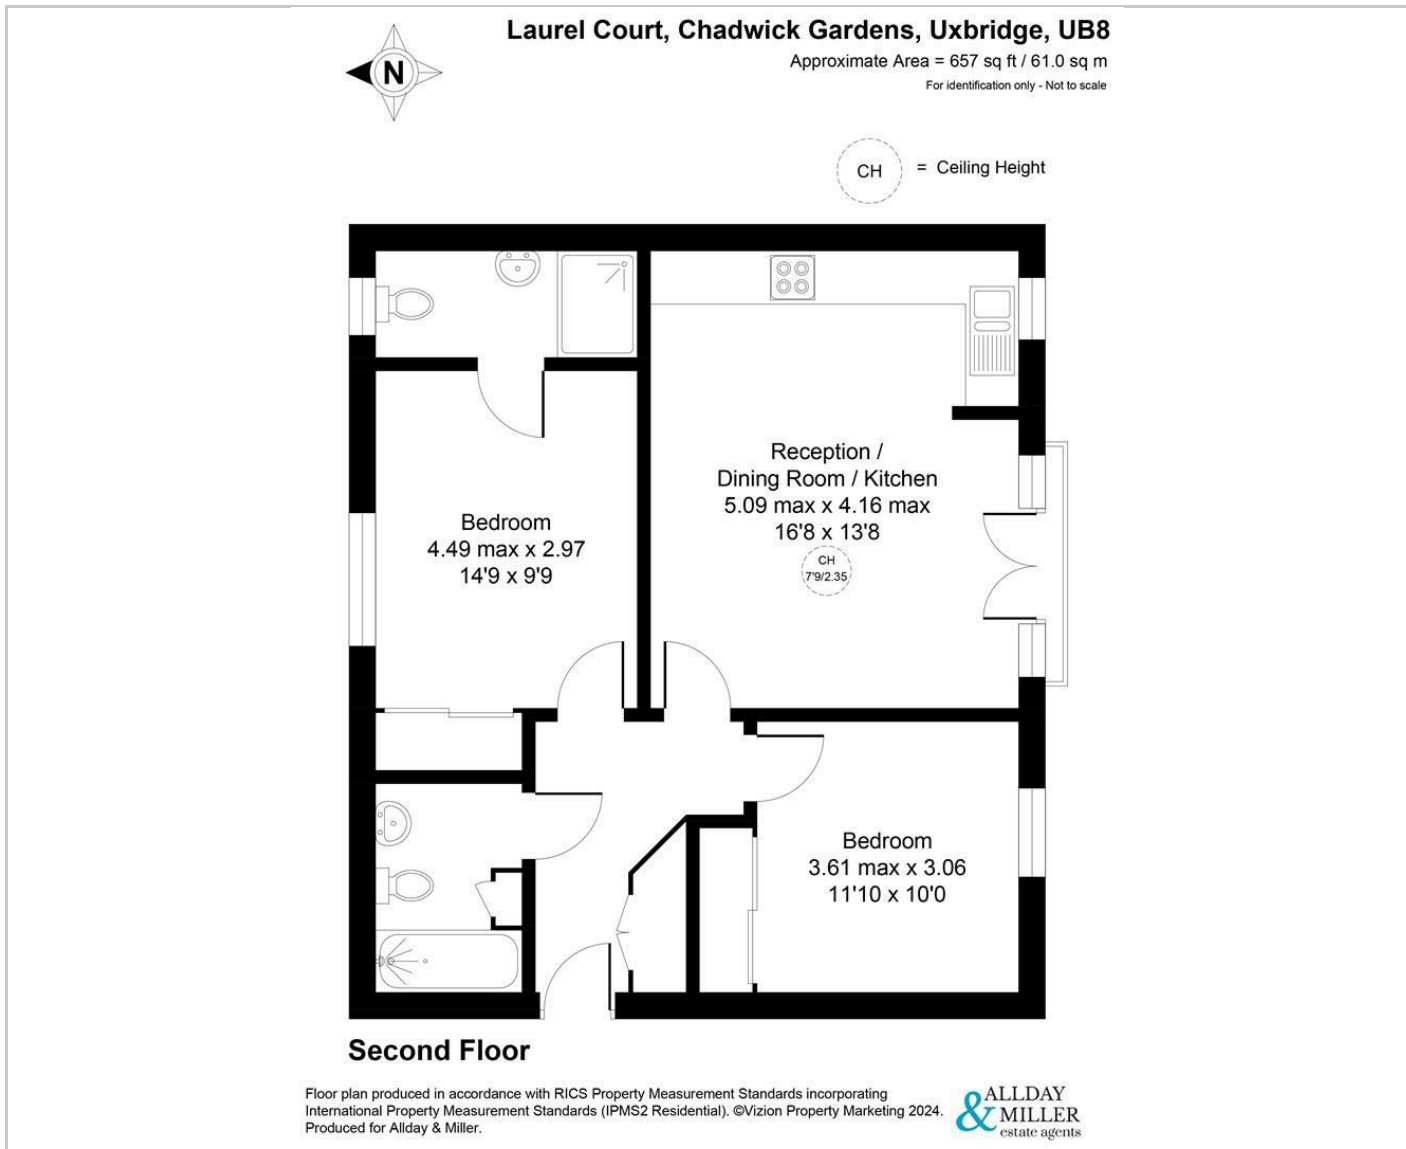 Laurel Court, Chadwick Gardens, Uxbridge, UB8
Approximate Area = 657 sq ft / 61.0 sq m
For identification only - Not to scale
N
CH = Ceiling Height
Reception /
Dining Room / Kitchen
5.09 max x 4.16 max
16'8 x 13'8
CH
7'9/2.35
Bedroom
4.49 max x 2.97
14'9 x 9'9
Bedroom
3.61 max x 3.06
11'10 x 10'0
Second Floor
Floor plan produced in accordance with RICS Property Measurement Standards incorporating
International Property Measurement Standards (IPMS2 Residential). ©Vizion Property Marketing 2024.
Produced for Allday & Miller.
ALLDAY
& MILLER
estate agents